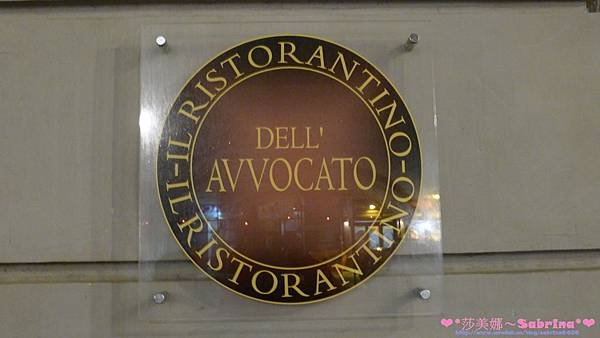 IL RISTORANTINO
DELL'
AVVOCATO
IL RISTORANTINO
❤*莎美娜～Sabrina*❤